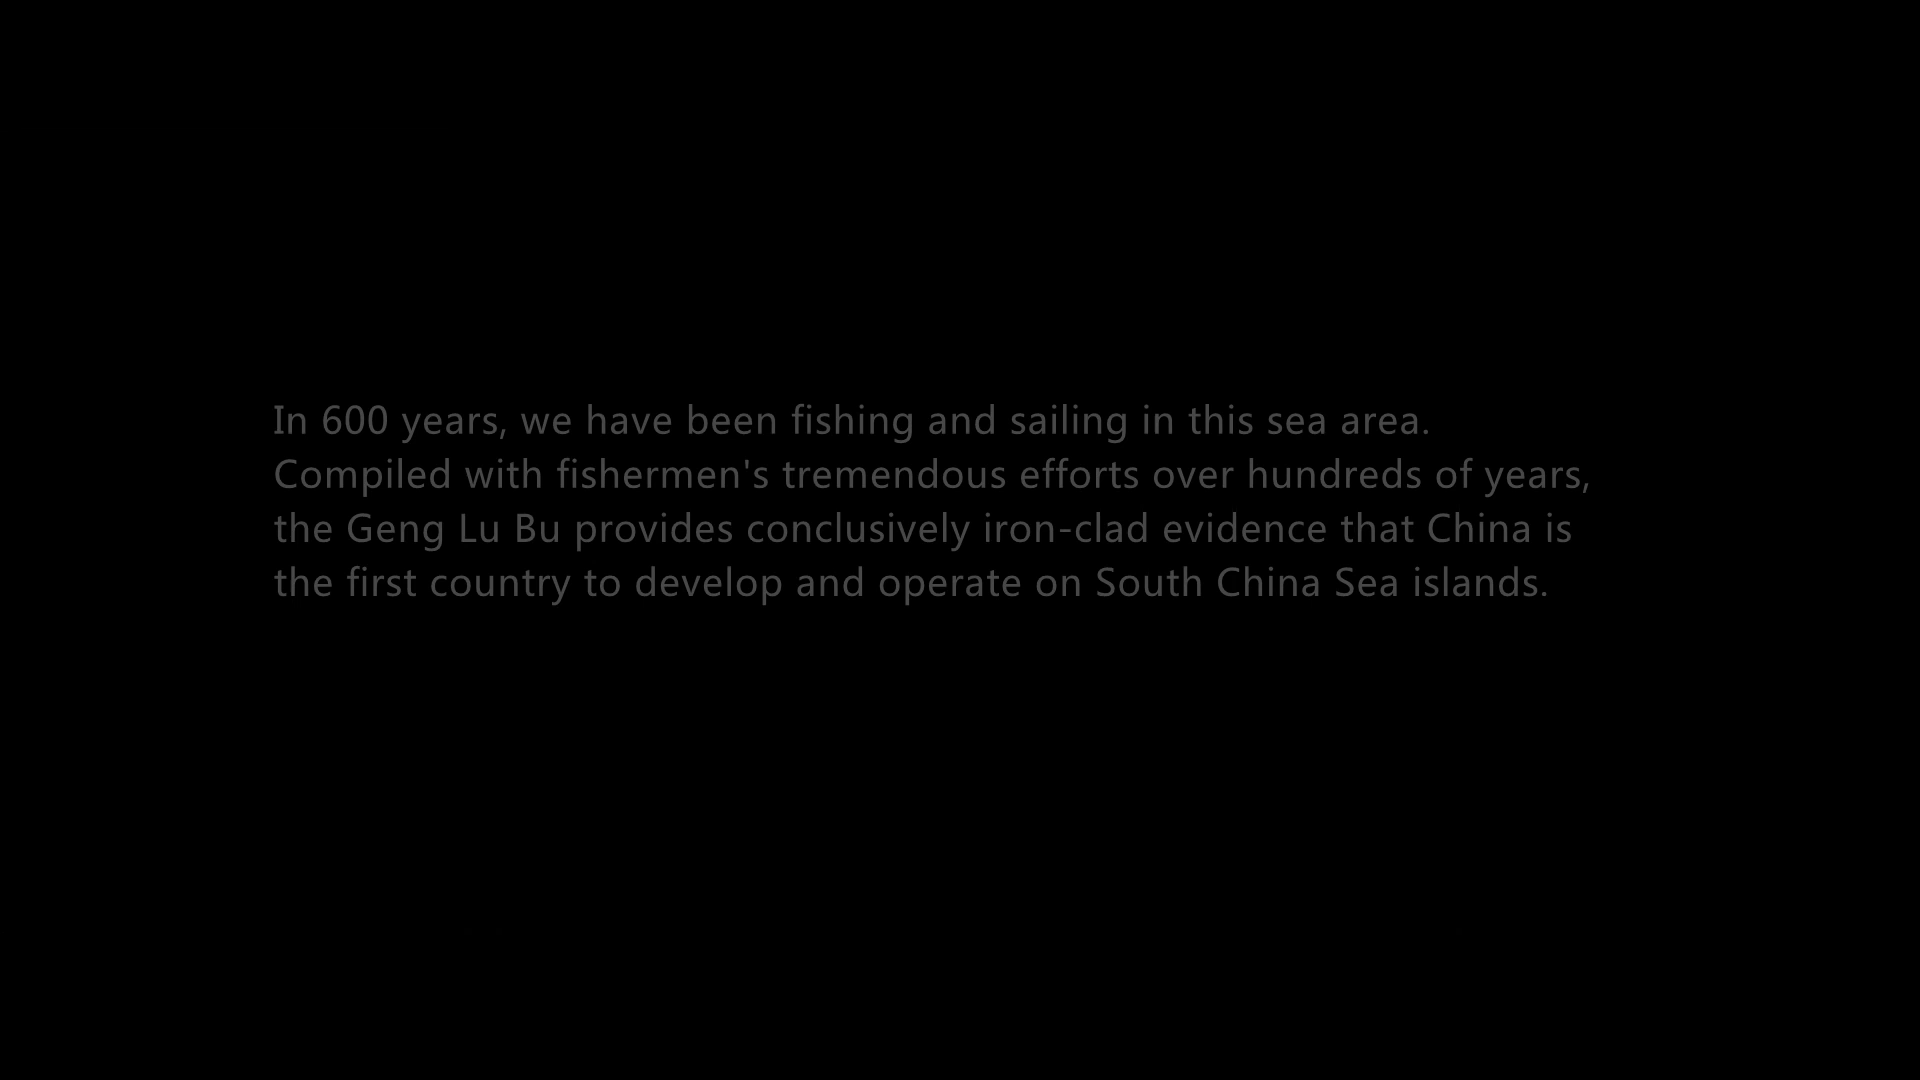 In 600 years, we have been fishing and sailing in this sea area.
Compiled with fishermen's tremendous efforts over hundreds of years,
the Geng Lu Bu provides conclusively iron-clad evidence that China is
the first country to develop and operate on South China Sea islands.